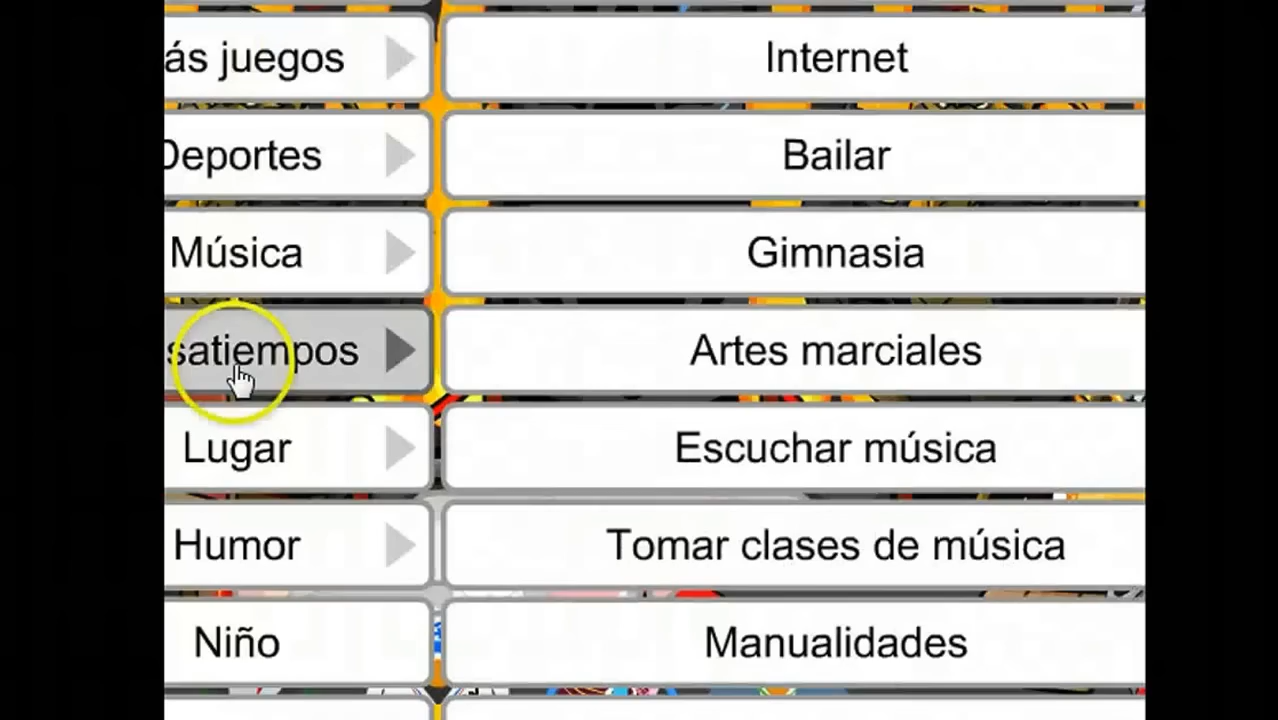 ás juegos
Internet
Deportes
Bailar
Música
Gimnasia
satiempos
Artes marciales
Lugar
Escuchar música
Humor
Tomar clases de música
Niño
Manualidades